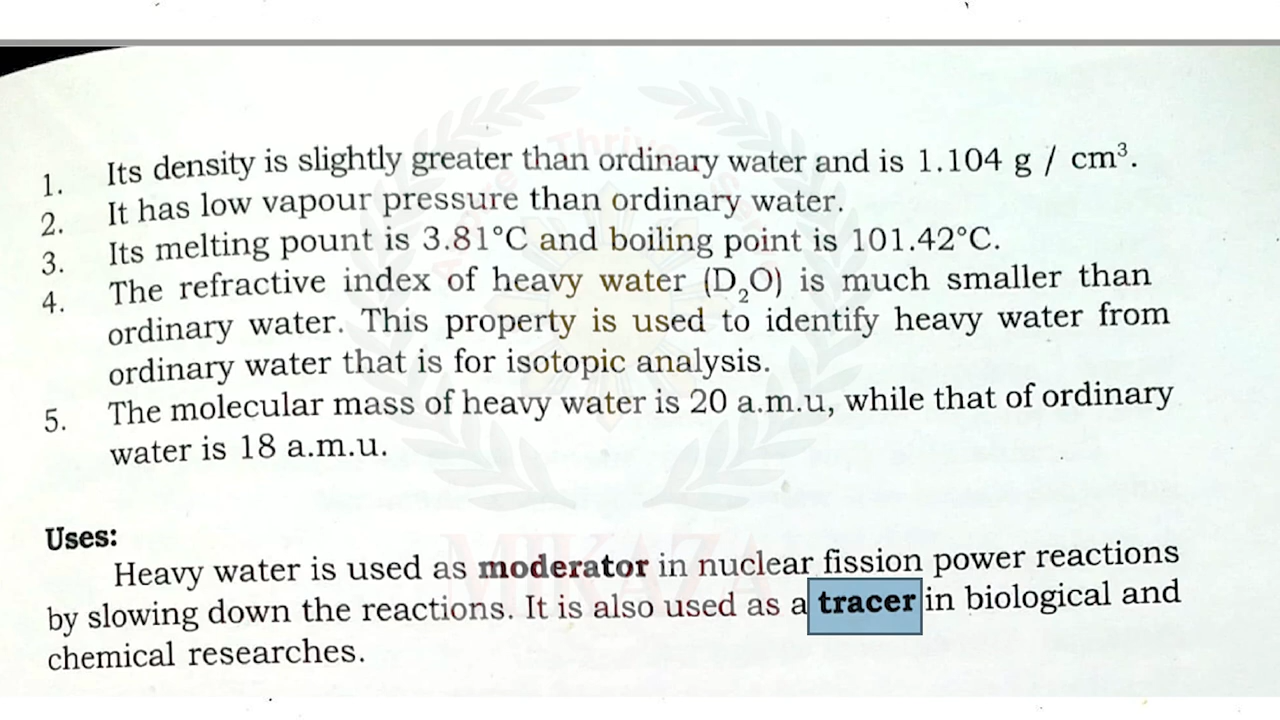 1. Its density is slightly greater than ordinary water and is 1.104 g / cm³.
2. It has low vapour pressure than ordinary water.
3. Its melting pount is 3.81°C and boiling point is 101.42°C.
4. The refractive index of heavy water (D₂O) is much smaller than
ordinary water. This property is used to identify heavy water from
ordinary water that is for isotopic analysis.
5. The molecular mass of heavy water is 20 a.m.u, while that of ordinary
water is 18 a.m.u.
Uses:
Heavy water is used as moderator in nuclear fission power reactions
by slowing down the reactions. It is also used as a tracer in biological and
chemical researches.
MIKAZA